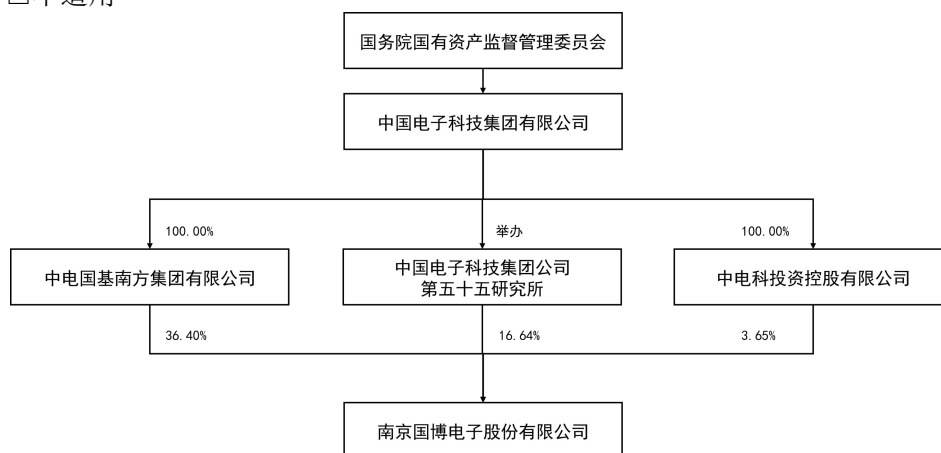 □不适用
国务院国有资产监督管理委员会
中国电子科技集团有限公司
100.00%
举办
100.00%
中电国基南方集团有限公司
中国电子科技集团公司
第五十五研究所
中电科投资控股有限公司
36.40%
16.64%
3.65%
南京国博电子股份有限公司